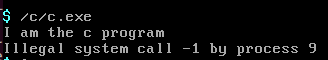 $ /c/c.exe
I am the c program
Illegal system call -1 by process 9